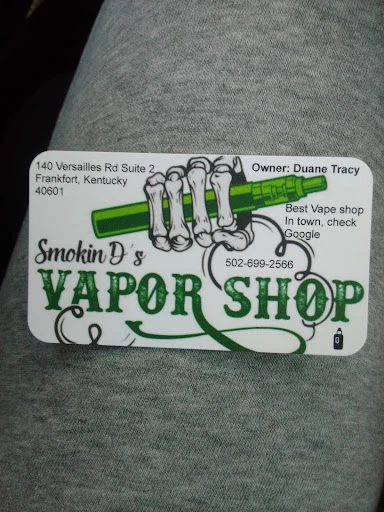 140 Versailles Rd Suite 2
Frankfort, Kentucky
40601
Owner: Duane Tracy
Best Vape shop
In town, check
Google
502-699-2566
Smokin D's
VAPOR SHOP